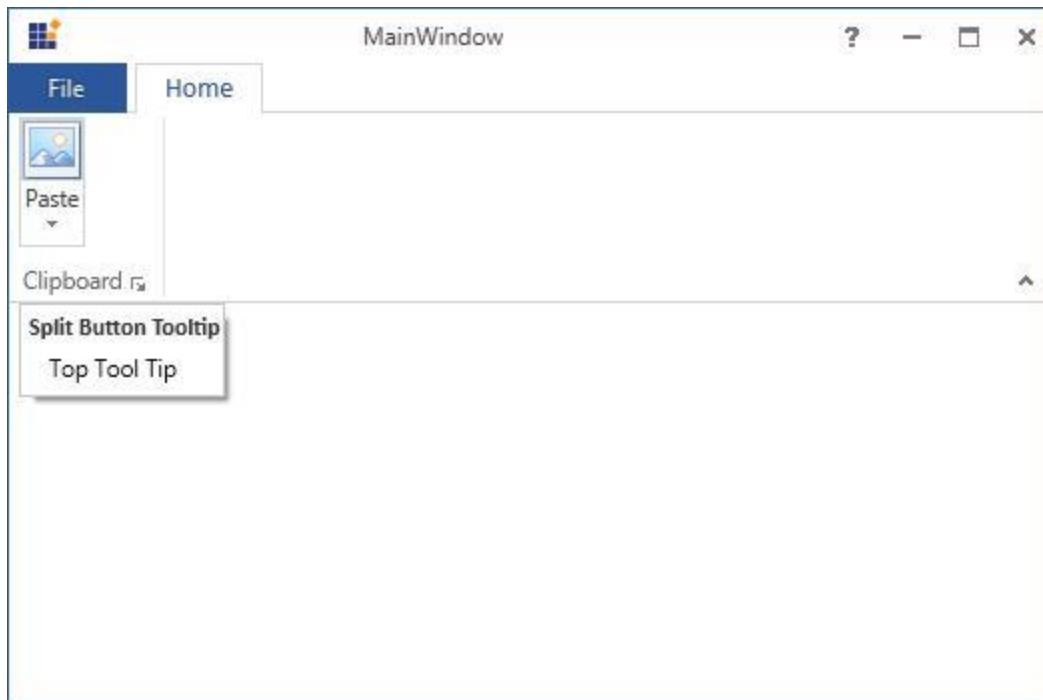 MainWindow
?
File Home
Paste
Clipboard
Split Button Tooltip
Top Tool Tip